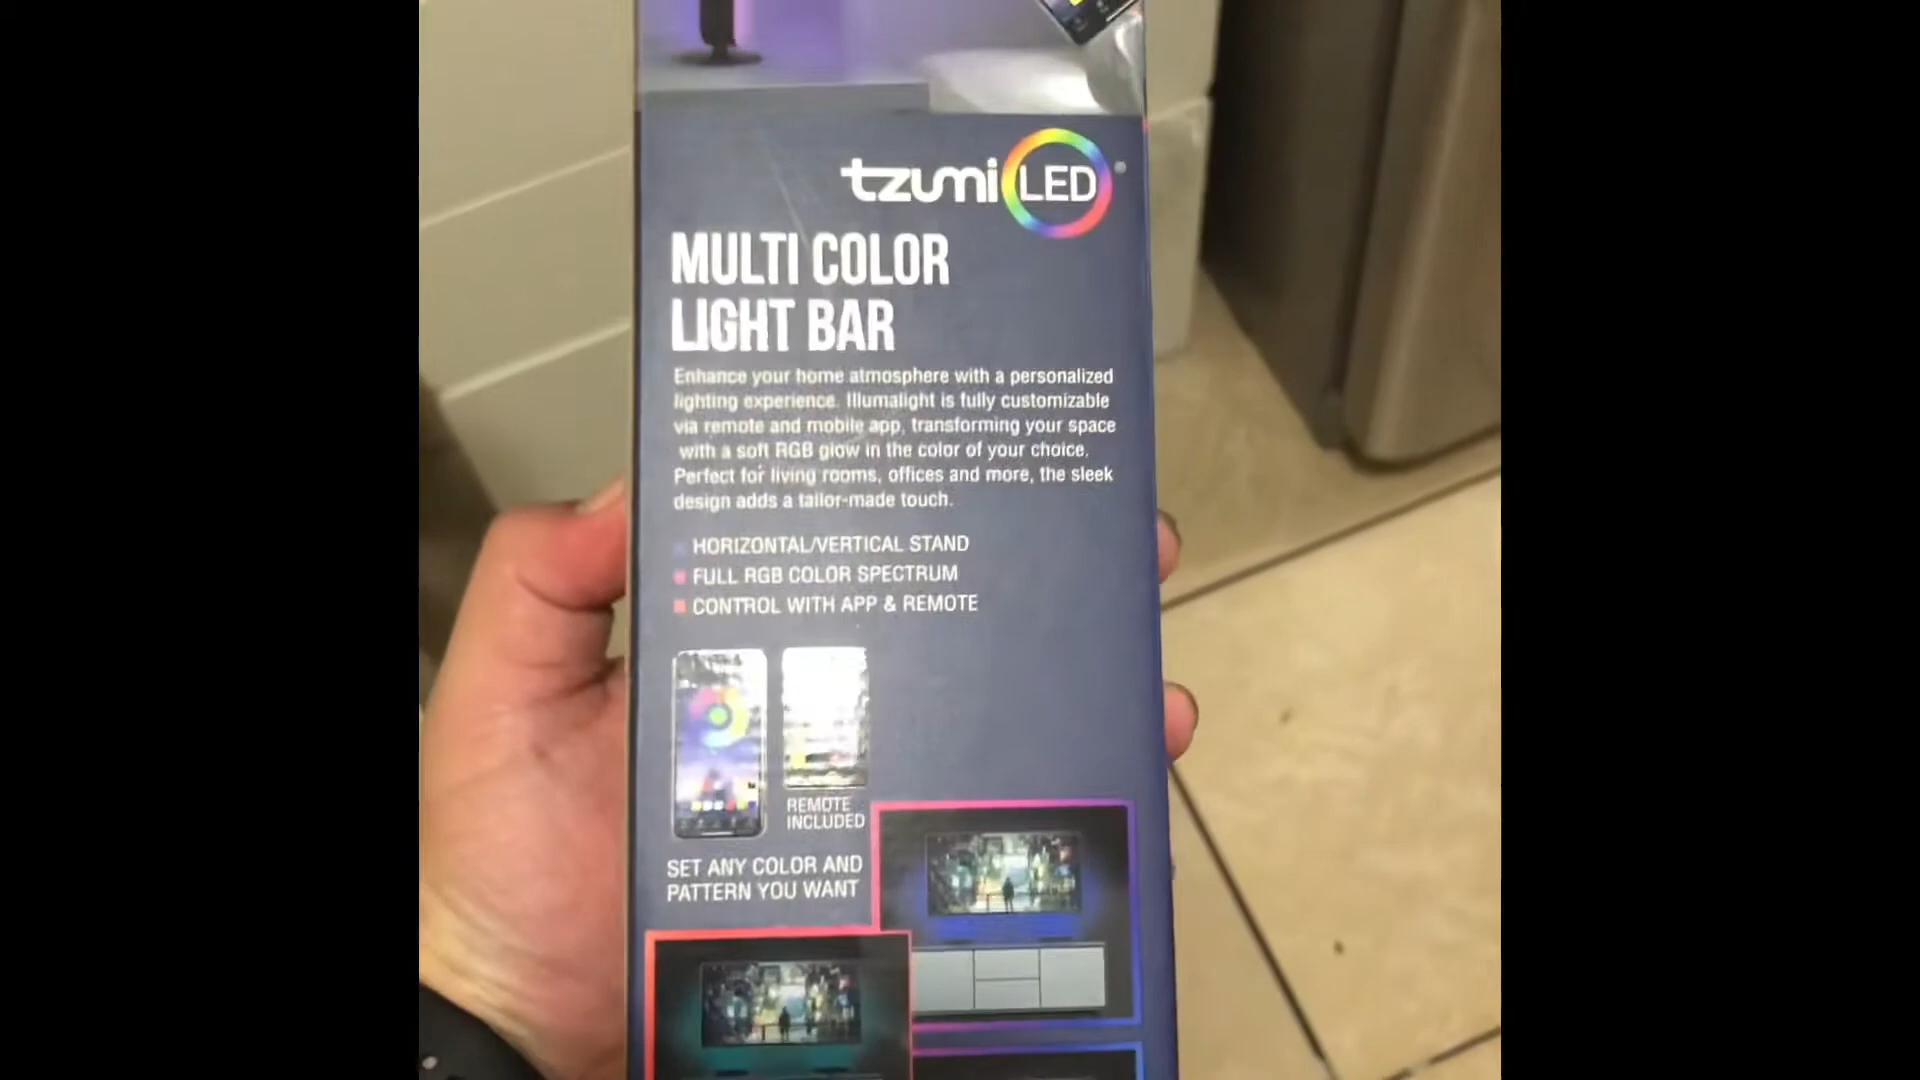 tzumi LED®
MULTI COLOR
LIGHT BAR
Enhance your home atmosphere with a personalized
lighting experience. Illumalight is fully customizable
via remote and mobile app, transforming your space
with a soft RGB glow in the color of your choice.
Perfect for living rooms, offices and more, the sleek
design adds a tailor-made touch.
HORIZONTAL/VERTICAL STAND
FULL RGB COLOR SPECTRUM
CONTROL WITH APP & REMOTE
REMOTE
INCLUDED
SET ANY COLOR AND
PATTERN YOU WANT